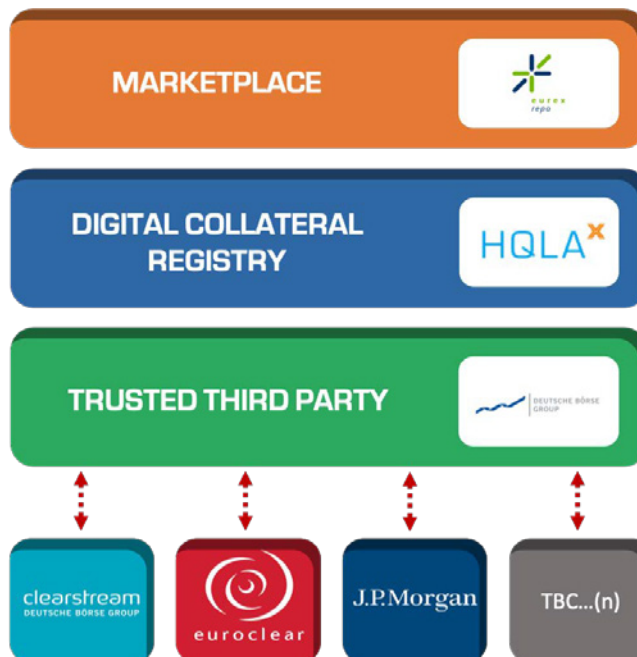 MARKETPLACE
eurex
repo
DIGITAL COLLATERAL
REGISTRY
HQLAX
TRUSTED THIRD PARTY
DEUTSCHE BÖRSE
GROUP
clearstream
DEUTSCHE BÖRSE GROUP
euroclear
J.P.Morgan
TBC...(n)